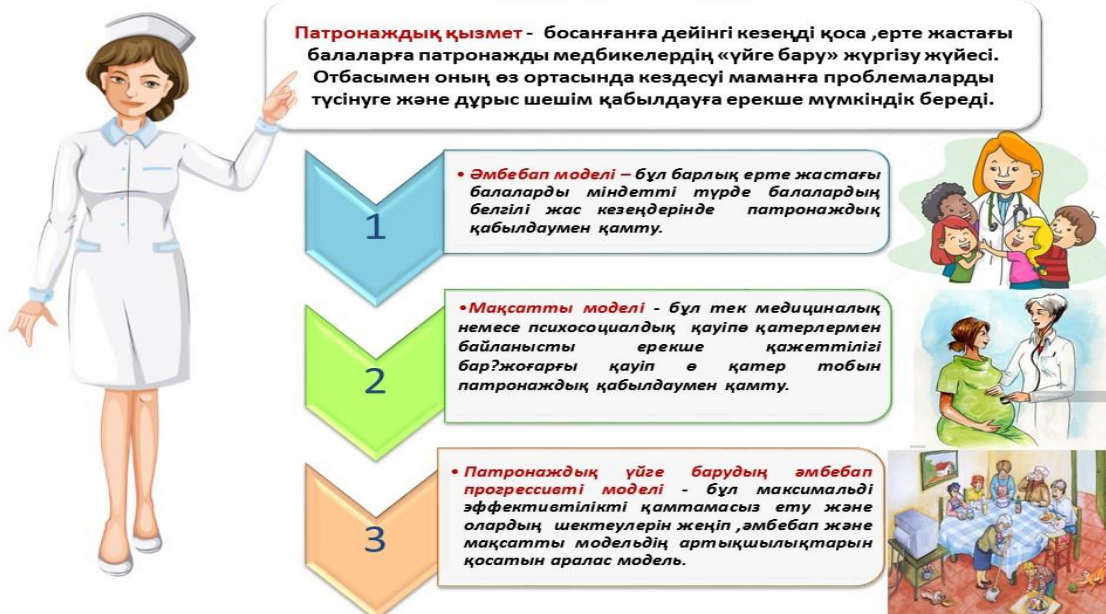 Патронаждық қызмет - босанғанға дейінгі кезеңді қоса ,ерте жастағы
балаларға патронажды медбикелердің «үйге бару» жүргізу жүйесі.
Отбасымен оның өз ортасында кездесуі маманға проблемаларды
түсінуге және дұрыс шешім қабылдауға ерекше мүмкіндік береді.
1
• Әмбебап моделі – бұл барлық ерте жастағы
балаларды міндетті түрде балалардың
белгілі жас кезеңдерінде патронаждық
қабылдаумен қамту.
2
•Мақсатты моделі - бұл тек медициналық
немесе психосоциалдық қауіпө қатерлермен
байланысты ерекше қажеттілігі
бар?жоғарғы қауіп ө қатер тобын
патронаждық қабылдаумен қамту.
3
• Патронаждық үйге барудың әмбебап
прогрессивті моделі - бұл максимальді
эффективтілікті қамтамасыз ету және
олардың шектеулерін жеңіп ,әмбебап және
мақсатты модельдің артықшылықтарын
қосатын аралас модель.